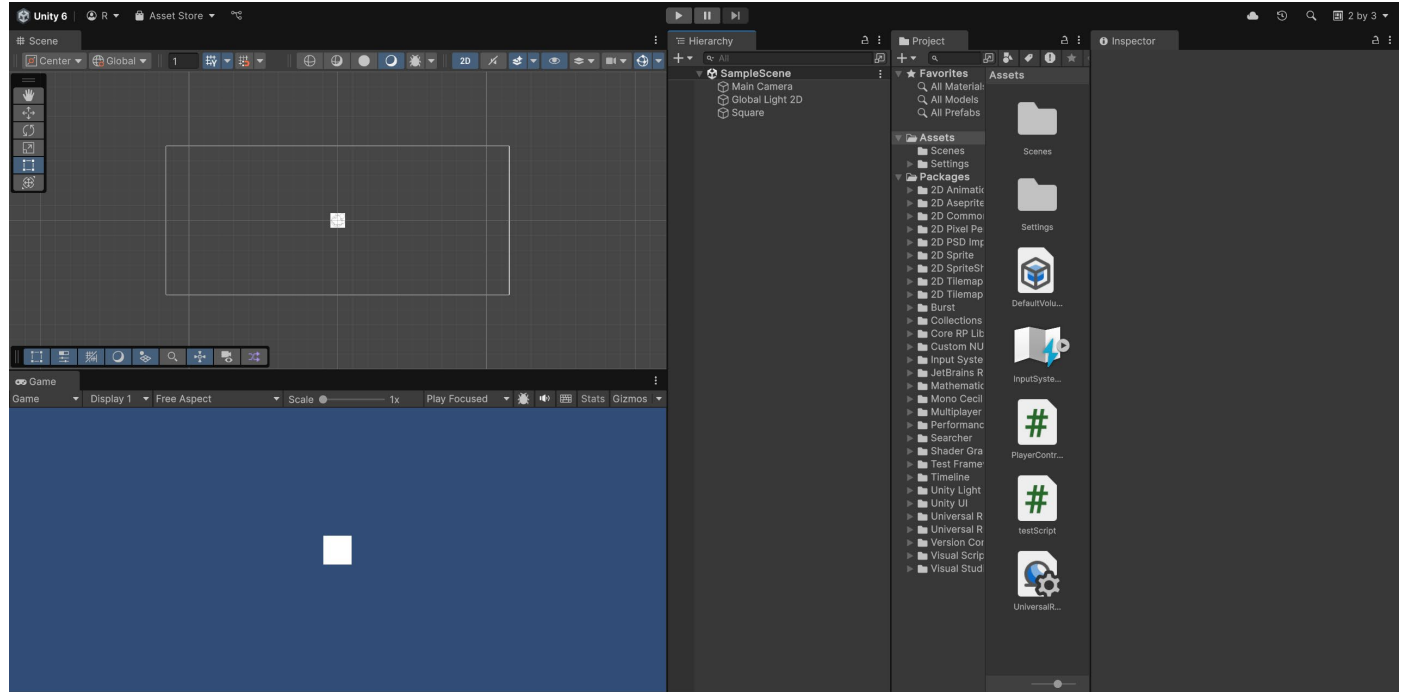 Unity 6 R Asset Store 2 by 3
Scene
Center Global 1 2D
Game
Game Display 1 Free Aspect Scale 1x Play Focused Stats Gizmos
Hierarchy
All
SampleScene
Main Camera
Global Light 2D
Square
Project
Favorites
All Materials
All Models
All Prefabs
Assets
Scenes
Settings
Packages
2D Animatic
2D Aseprite
2D Commo
2D Pixel Pe
2D PSD Imp
2D Sprite
2D SpriteSh
2D Tilemap
2D Tilemap
Burst
Collections
Core RP Lib
Custom NU
Input Syste
JetBrains R
Mathematic
Mono Cecil
Multiplayer
Performanc
Searcher
Shader Gra
Test Frame
Timeline
Unity Light
Unity UI
Universal R
Universal R
Version Cor
Visual Scrip
Visual Stud
Assets
Scenes
Settings
DefaultVolu...
InputSyste...
PlayerContr...
testScript
UniversalR...
Inspector